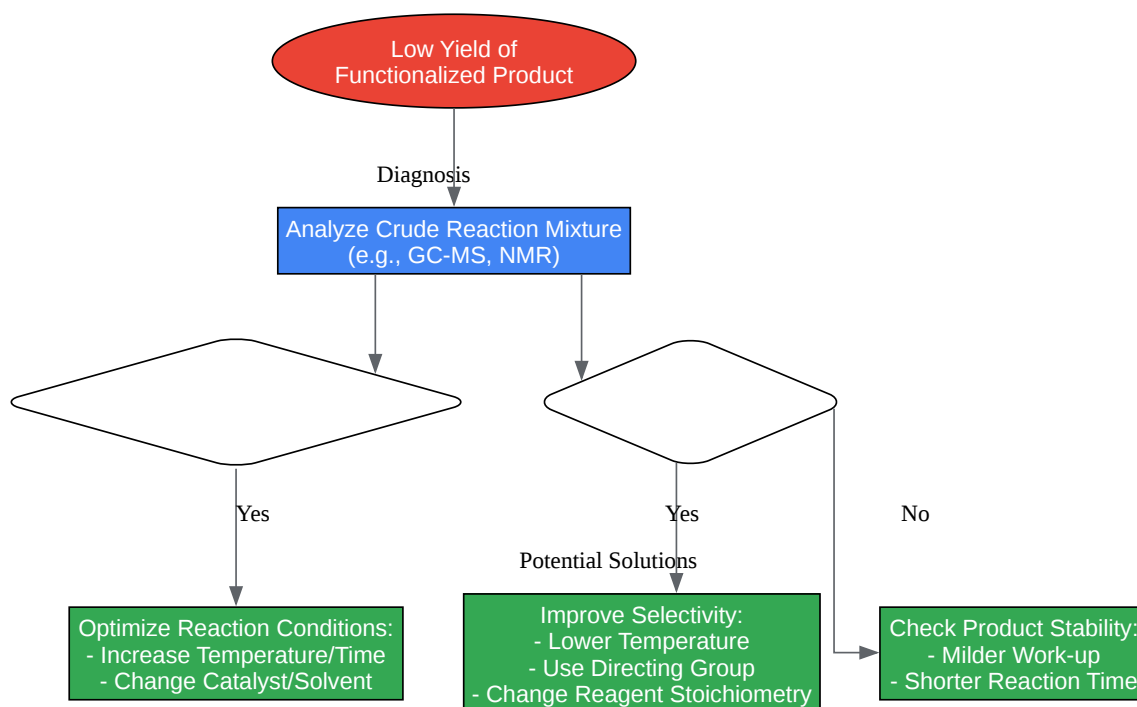 Low Yield of
Functionalized Product
Diagnosis
Analyze Crude Reaction Mixture
(e.g., GC-MS, NMR)
Yes
Yes
No
Potential Solutions
Optimize Reaction Conditions:
- Increase Temperature/Time
- Change Catalyst/Solvent
Improve Selectivity:
- Lower Temperature
- Use Directing Group
- Change Reagent Stoichiometry
Check Product Stability:
- Milder Work-up
- Shorter Reaction Time